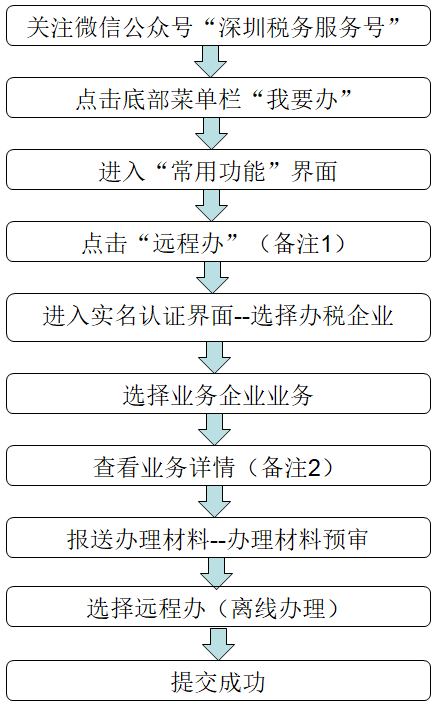 关注微信公众号“深圳税务服务号”
点击底部菜单栏“我要办”
进入“常用功能”界面
点击“远程办”（备注1）
进入实名认证界面--选择办税企业
选择业务企业业务
查看业务详情（备注2）
报送办理材料--办理材料预审
选择远程办（离线办理）
提交成功